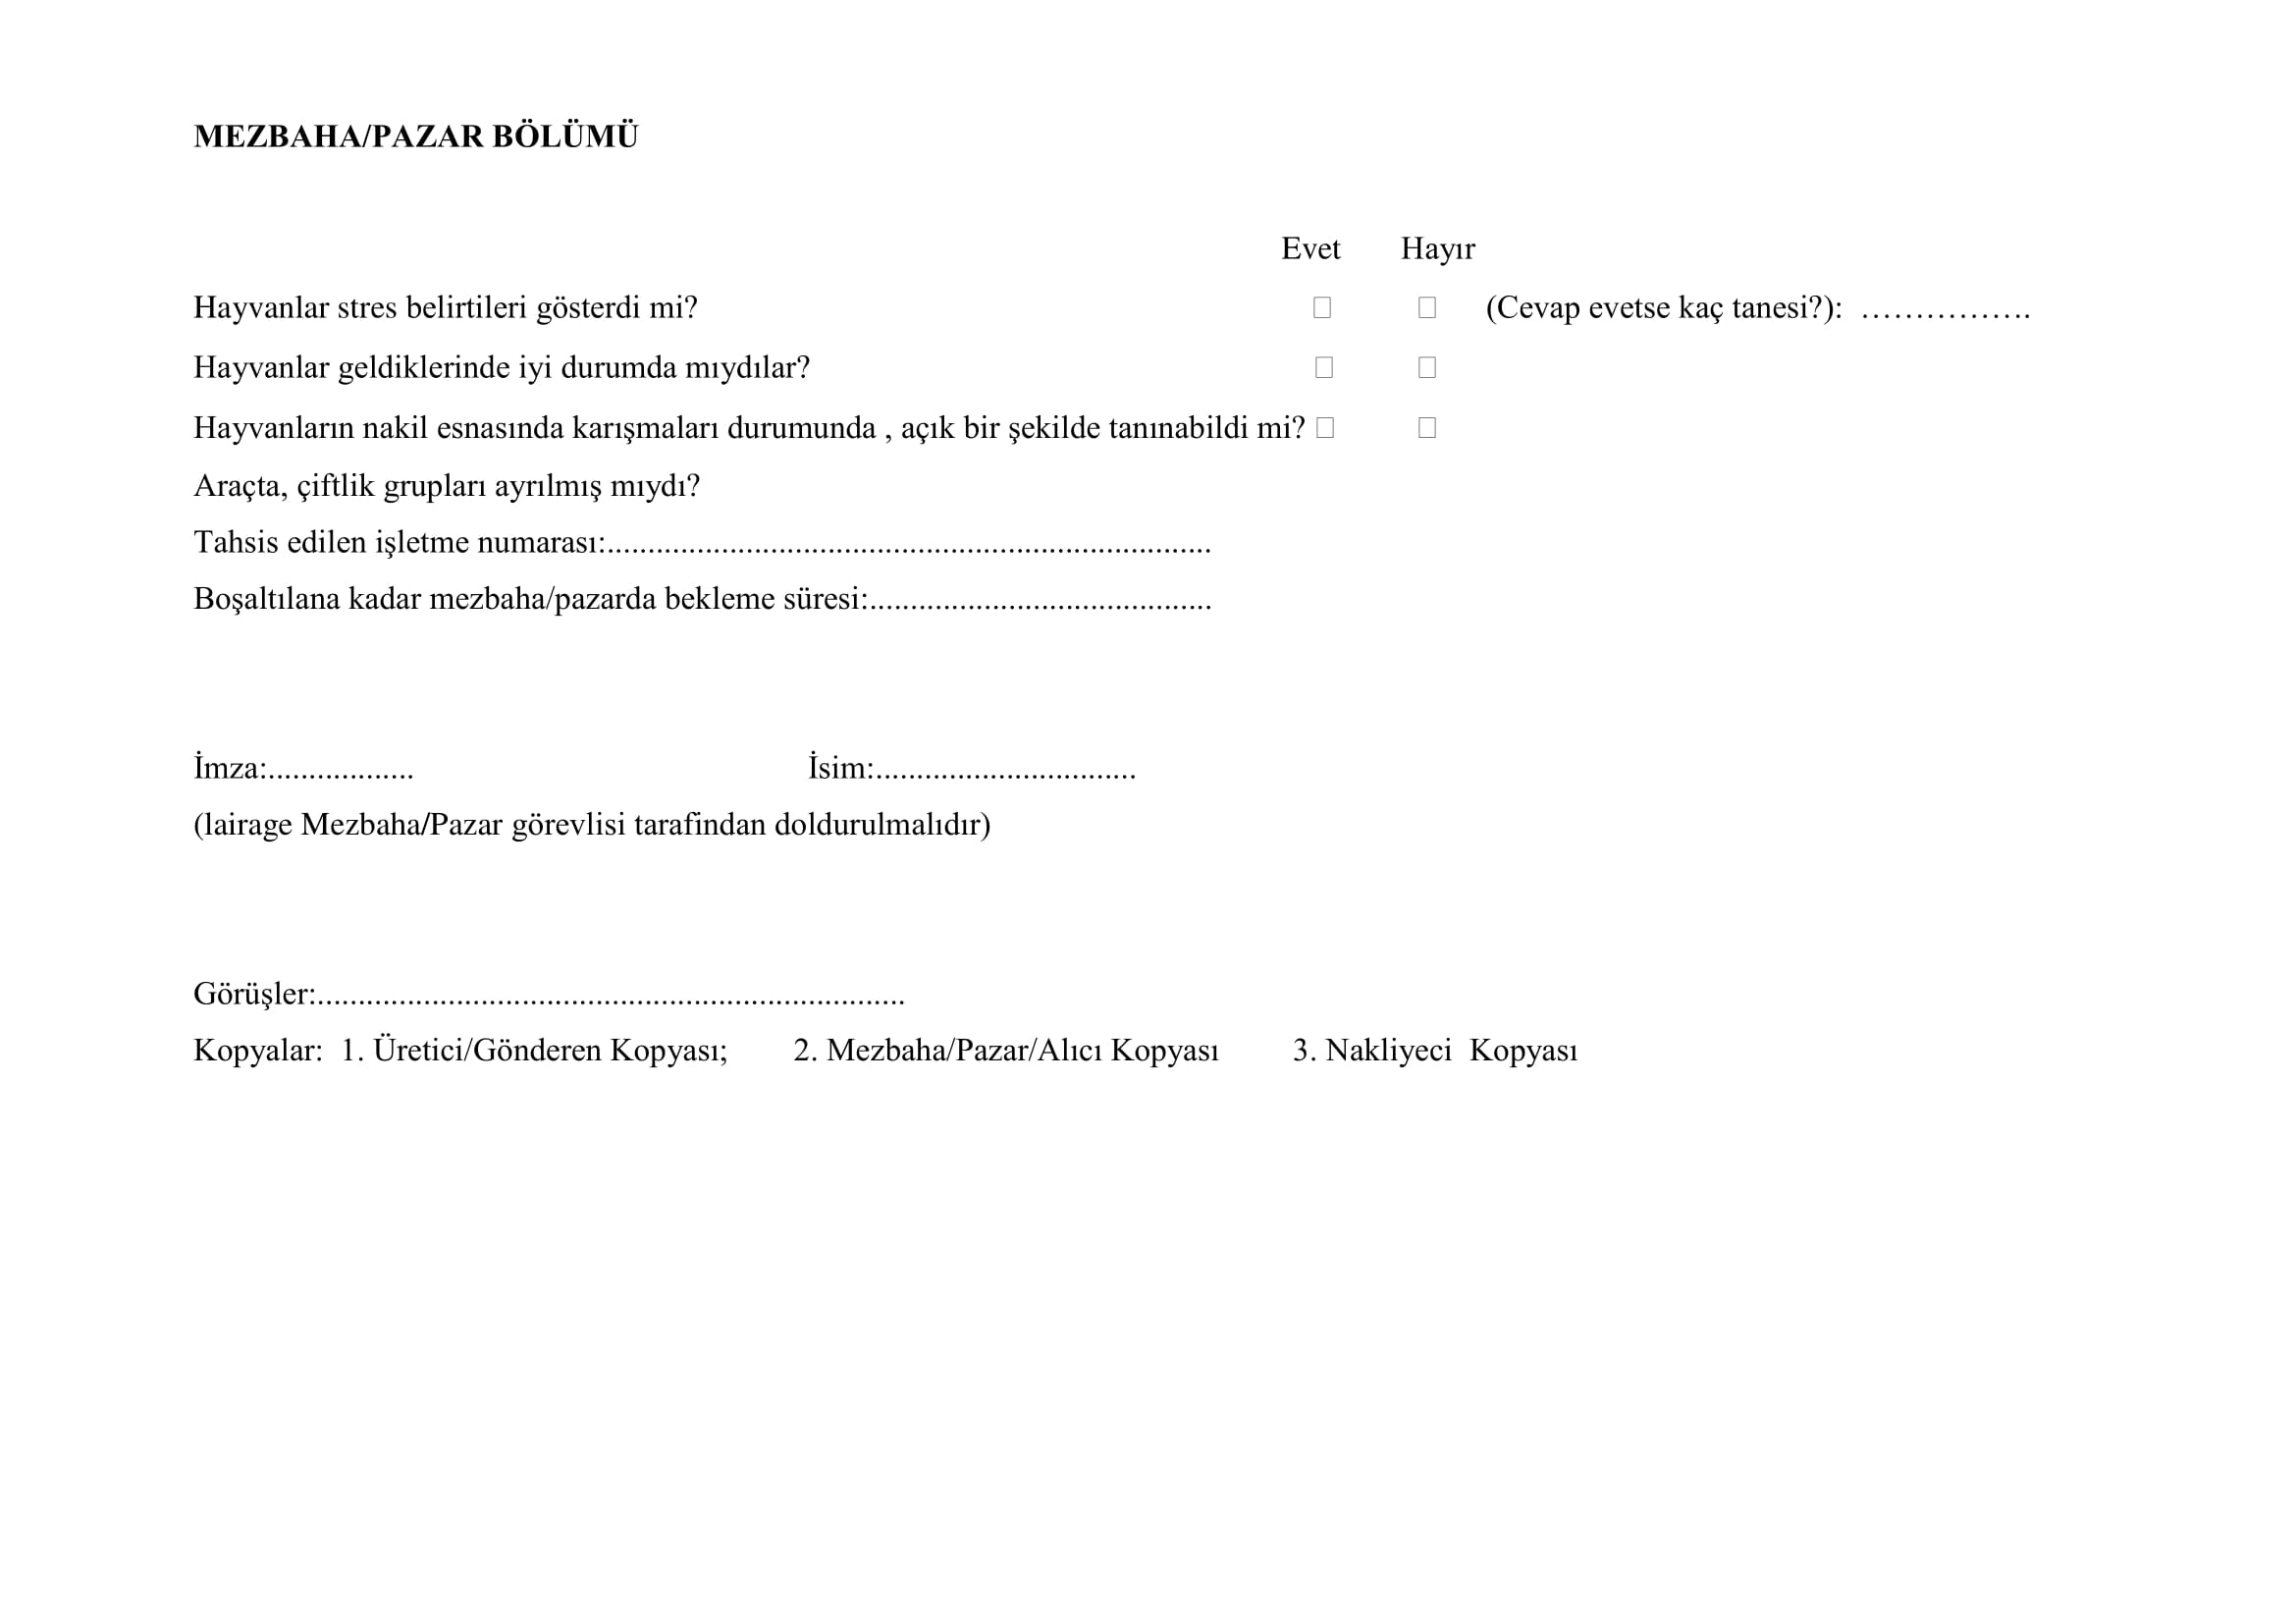 MEZBAHA/PAZAR BÖLÜMÜ
Evet Hayır
Hayvanlar stres belirtileri gösterdi mi? □ □ (Cevap evetse kaç tanesi?): …………….
Hayvanlar geldiklerinde iyi durumda mıydılar? □ □
Hayvanların nakil esnasında karışmaları durumunda , açık bir şekilde tanınabildi mi? □ □
Araçta, çiftlik grupları ayrılmış mıydı?
Tahsis edilen işletme numarası:..........................................................................
Boşaltılana kadar mezbaha/pazarda bekleme süresi:..........................................
İmza:.................. İsim:................................
(lairage Mezbaha/Pazar görevlisi tarafindan doldurulmalıdır)
Görüşler:........................................................................
Kopyalar: 1. Üretici/Gönderen Kopyası; 2. Mezbaha/Pazar/Alıcı Kopyası 3. Nakliyeci Kopyası